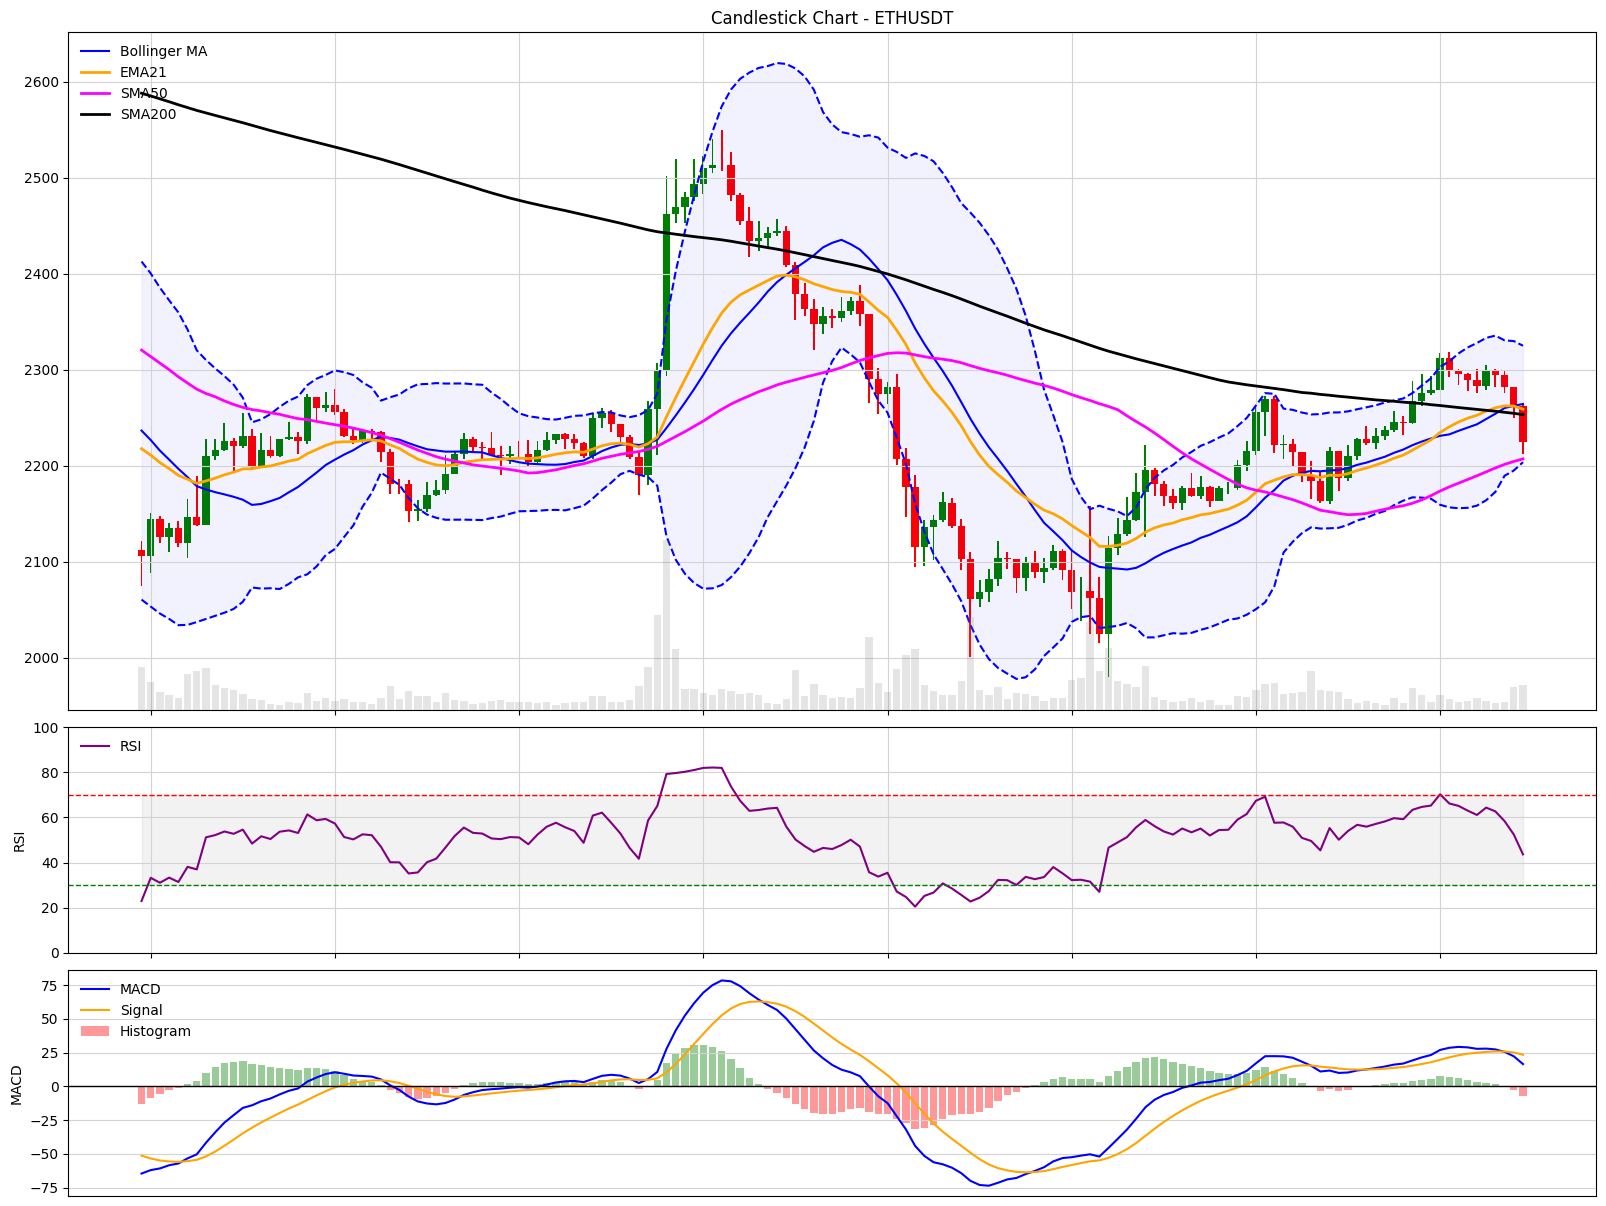 Candlestick Chart - ETHUSDT
Bollinger MA
EMA21
SMA50
SMA200
2600
2500
2400
2300
2200
2100
2000
RSI
100
80
60
40
20
0
RSI
MACD
Signal
Histogram
75
50
25
0
−25
−50
−75
MACD